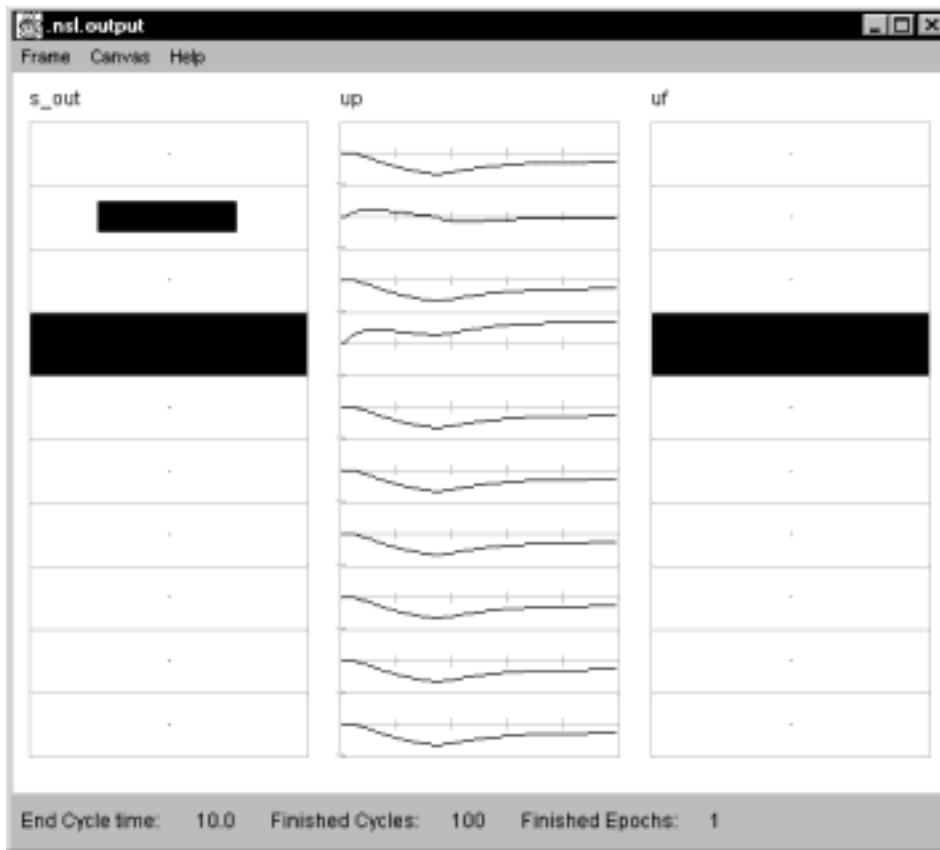 .nsl.output
Frame Canvas Help
s_out up uf
End Cycle time: 10.0 Finished Cycles: 100 Finished Epochs: 1